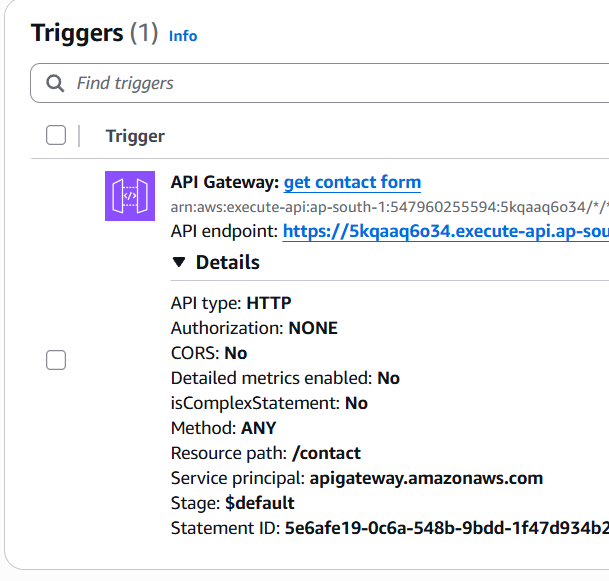 Triggers (1) Info
Find triggers
Trigger
API Gateway: get contact form
arn:aws:execute-api:ap-south-1:547960255594:5kqaaq6o34/*/*
API endpoint: https://5kqaaq6o34.execute-api.ap-sou
▼ Details
API type: HTTP
Authorization: NONE
CORS: No
Detailed metrics enabled: No
isComplexStatement: No
Method: ANY
Resource path: /contact
Service principal: apigateway.amazonaws.com
Stage: $default
Statement ID: 5e6afe19-0c6a-548b-9bdd-1f47d934b2